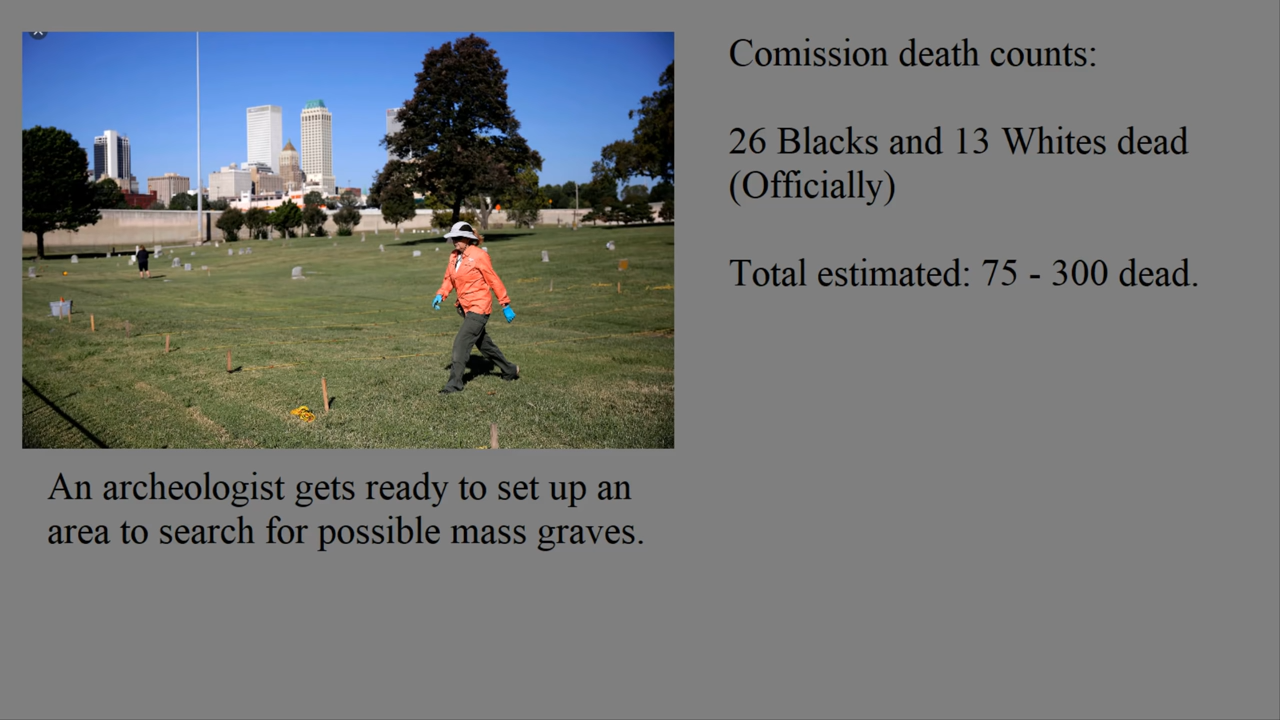 Comission death counts:
26 Blacks and 13 Whites dead
(Officially)
Total estimated: 75 - 300 dead.
An archeologist gets ready to set up an
area to search for possible mass graves.